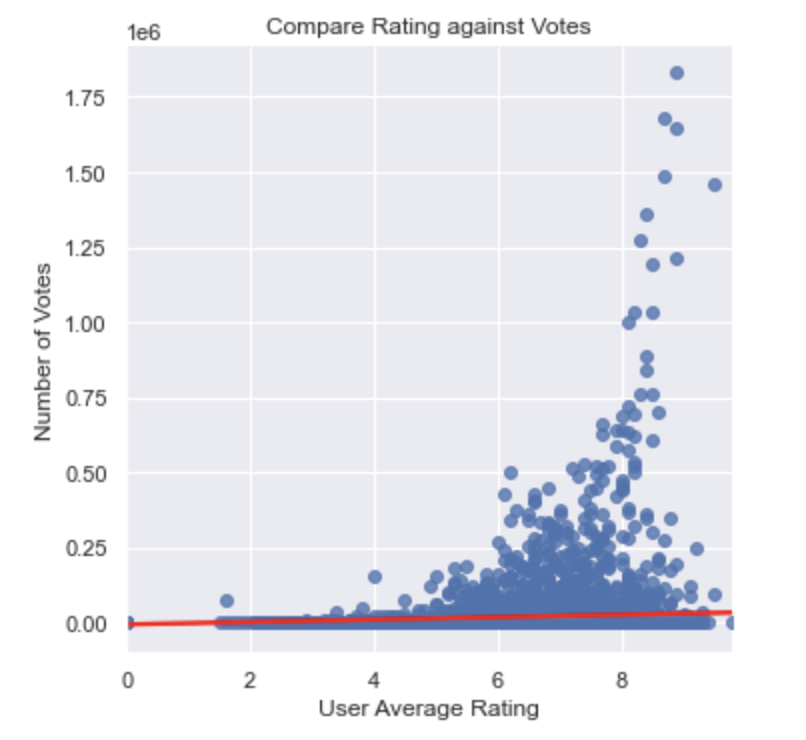 Compare Rating against Votes
1e6
1.75
1.50
1.25
1.00
0.75
0.50
0.25
0.00
Number of Votes
0 2 4 6 8
User Average Rating